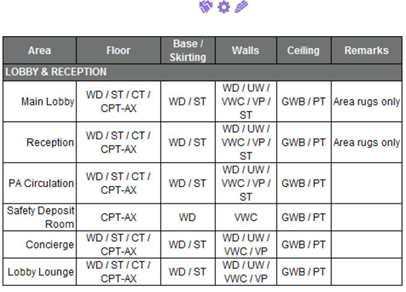 Area Floor Base / Skirting Walls Ceiling Remarks
LOBBY & RECEPTION
Main Lobby WD / ST / CT / CPT-AX WD / ST WD / UW / VWC / VP / ST GWB / PT Area rugs only
Reception WD / ST / CT / CPT-AX WD / ST WD / UW / VWC / VP / ST GWB / PT Area rugs only
PA Circulation WD / ST / CT / CPT-AX WD / ST WD / UW / VWC / VP / ST GWB / PT
Safety Deposit Room CPT-AX WD VWC GWB / PT
Concierge WD / ST / CT / CPT-AX WD / ST WD / UW / VWC / VP GWB / PT
Lobby Lounge WD / ST / CT / CPT-AX WD / ST WD / UW / VWC / VP GWB / PT